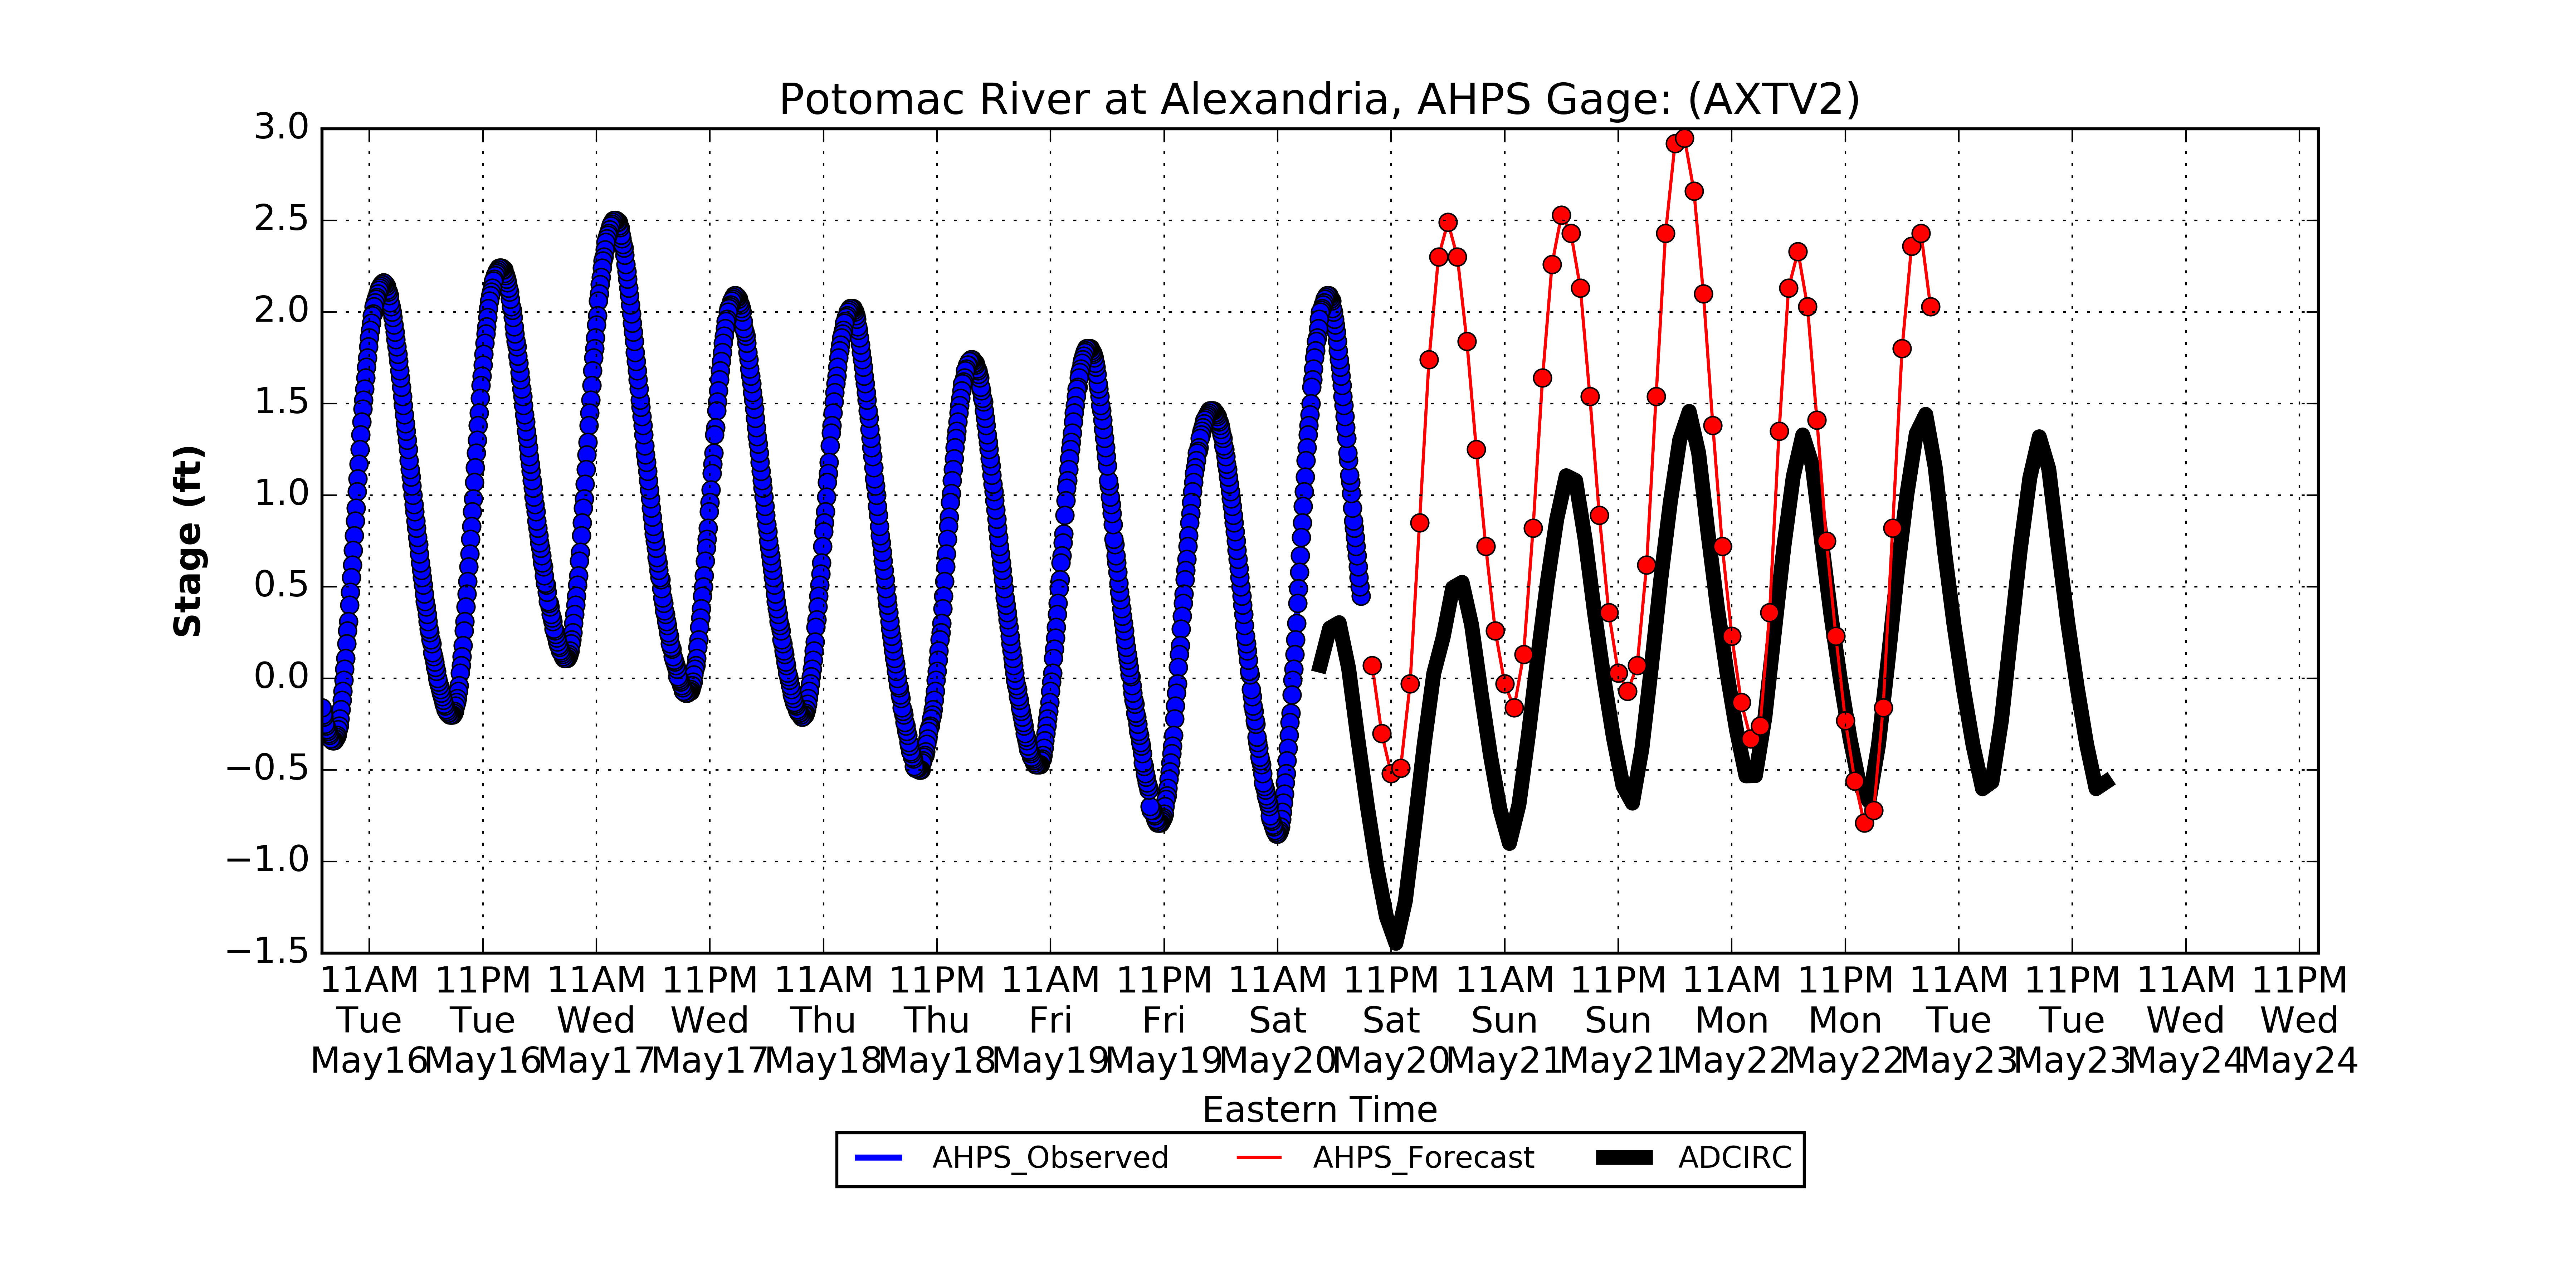 Potomac River at Alexandria, AHPS Gage: (AXTV2)
3.0
2.5
2.0
1.5
1.0
0.5
0.0
−0.5
−1.0
−1.5
Stage (ft)
11AM 11PM 11AM 11PM 11AM 11PM 11AM 11PM 11AM 11PM 11AM 11PM 11AM 11PM 11AM 11PM 11AM 11PM
Tue Tue Wed Wed Thu Thu Fri Fri Sat Sat Sun Sun Mon Mon Tue Tue Wed Wed
May16 May16 May17 May17 May18 May18 May19 May19 May20 May20 May21 May21 May22 May22 May23 May23 May24 May24
Eastern Time
AHPS_Observed AHPS_Forecast ADCIRC